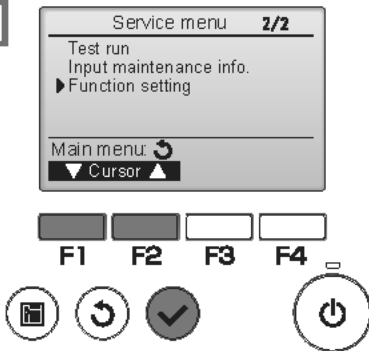 Service menu 2/2
Test run
Input maintenance info.
Function setting
Main menu:
Cursor
F1 F2 F3 F4